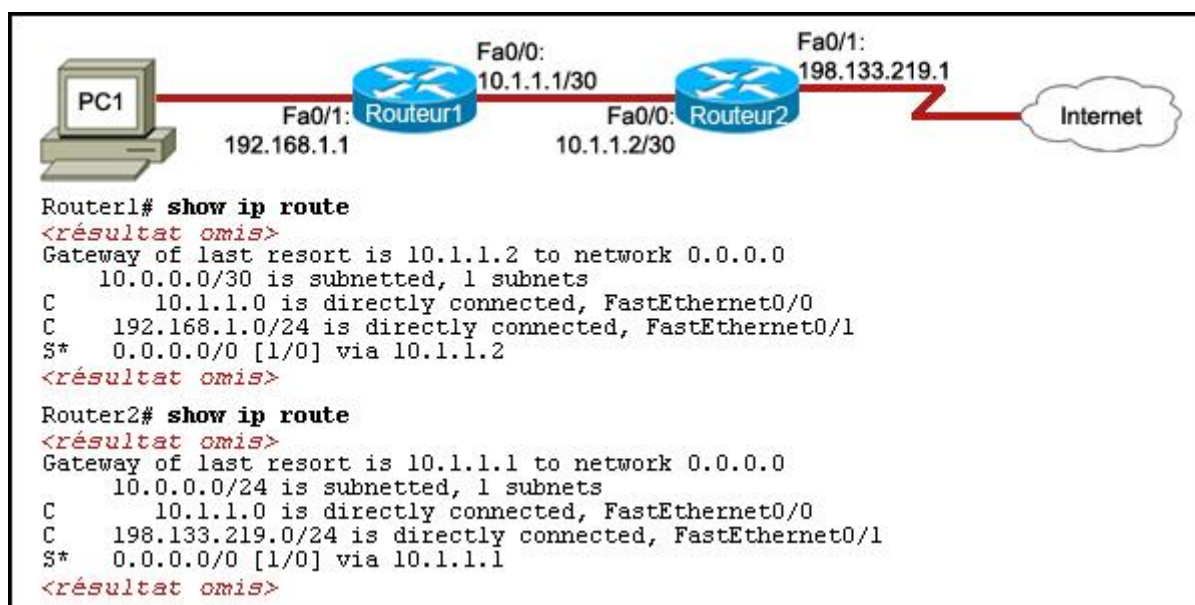 Fa0/0:
10.1.1.1/30
Fa0/1:
198.133.219.1
PC1
Routeur1
Routeur2
Internet
Fa0/1:
192.168.1.1
Fa0/0:
10.1.1.2/30
Router1# show ip route
<résultat omis>
Gateway of last resort is 10.1.1.2 to network 0.0.0.0
10.0.0.0/30 is subnetted, 1 subnets
C 10.1.1.0 is directly connected, FastEthernet0/0
C 192.168.1.0/24 is directly connected, FastEthernet0/1
S* 0.0.0.0/0 [1/0] via 10.1.1.2
<résultat omis>
Router2# show ip route
<résultat omis>
Gateway of last resort is 10.1.1.1 to network 0.0.0.0
10.0.0.0/24 is subnetted, 1 subnets
C 10.1.1.0 is directly connected, FastEthernet0/0
C 198.133.219.0/24 is directly connected, FastEthernet0/1
S* 0.0.0.0/0 [1/0] via 10.1.1.1
<résultat omis>